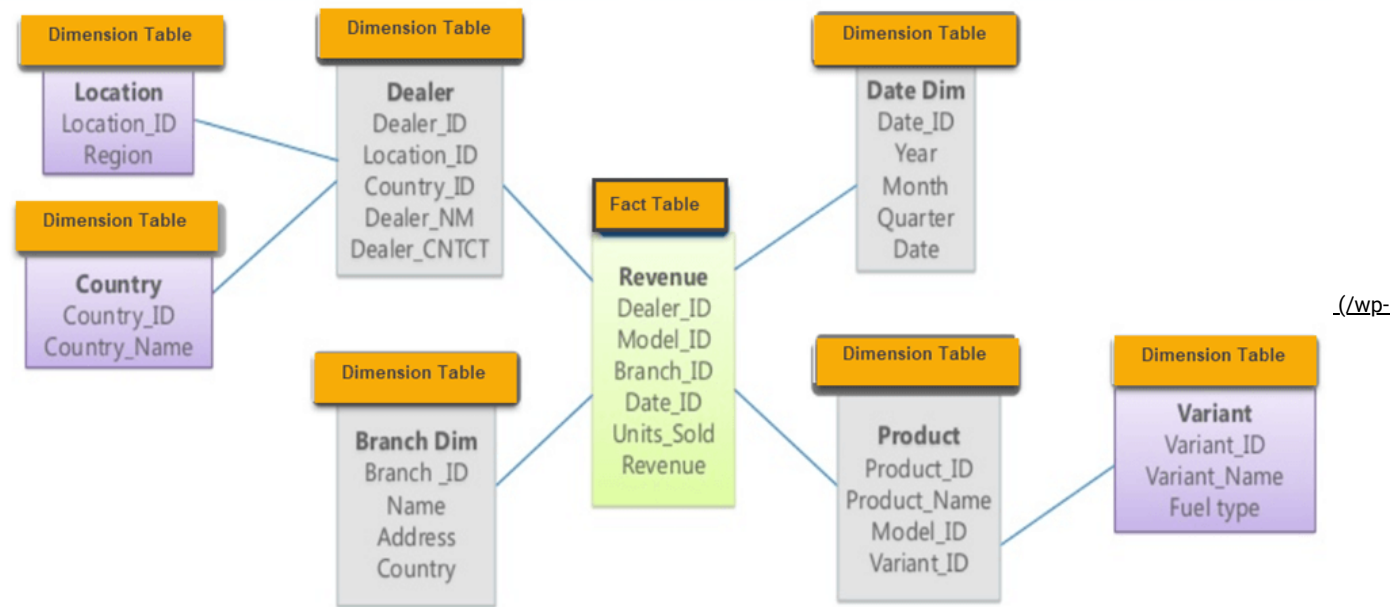 Dimension Table
Location
Location_ID
Region
Dimension Table
Country
Country_ID
Country_Name
Dimension Table
Dealer
Dealer_ID
Location_ID
Country_ID
Dealer_NM
Dealer_CNTCT
Dimension Table
Branch Dim
Branch _ID
Name
Address
Country
Fact Table
Revenue
Dealer_ID
Model_ID
Branch_ID
Date_ID
Units_Sold
Revenue
Dimension Table
Date Dim
Date_ID
Year
Month
Quarter
Date
Dimension Table
Product
Product_ID
Product_Name
Model_ID
Variant_ID
Dimension Table
Variant
Variant_ID
Variant_Name
Fuel type
(/wp-